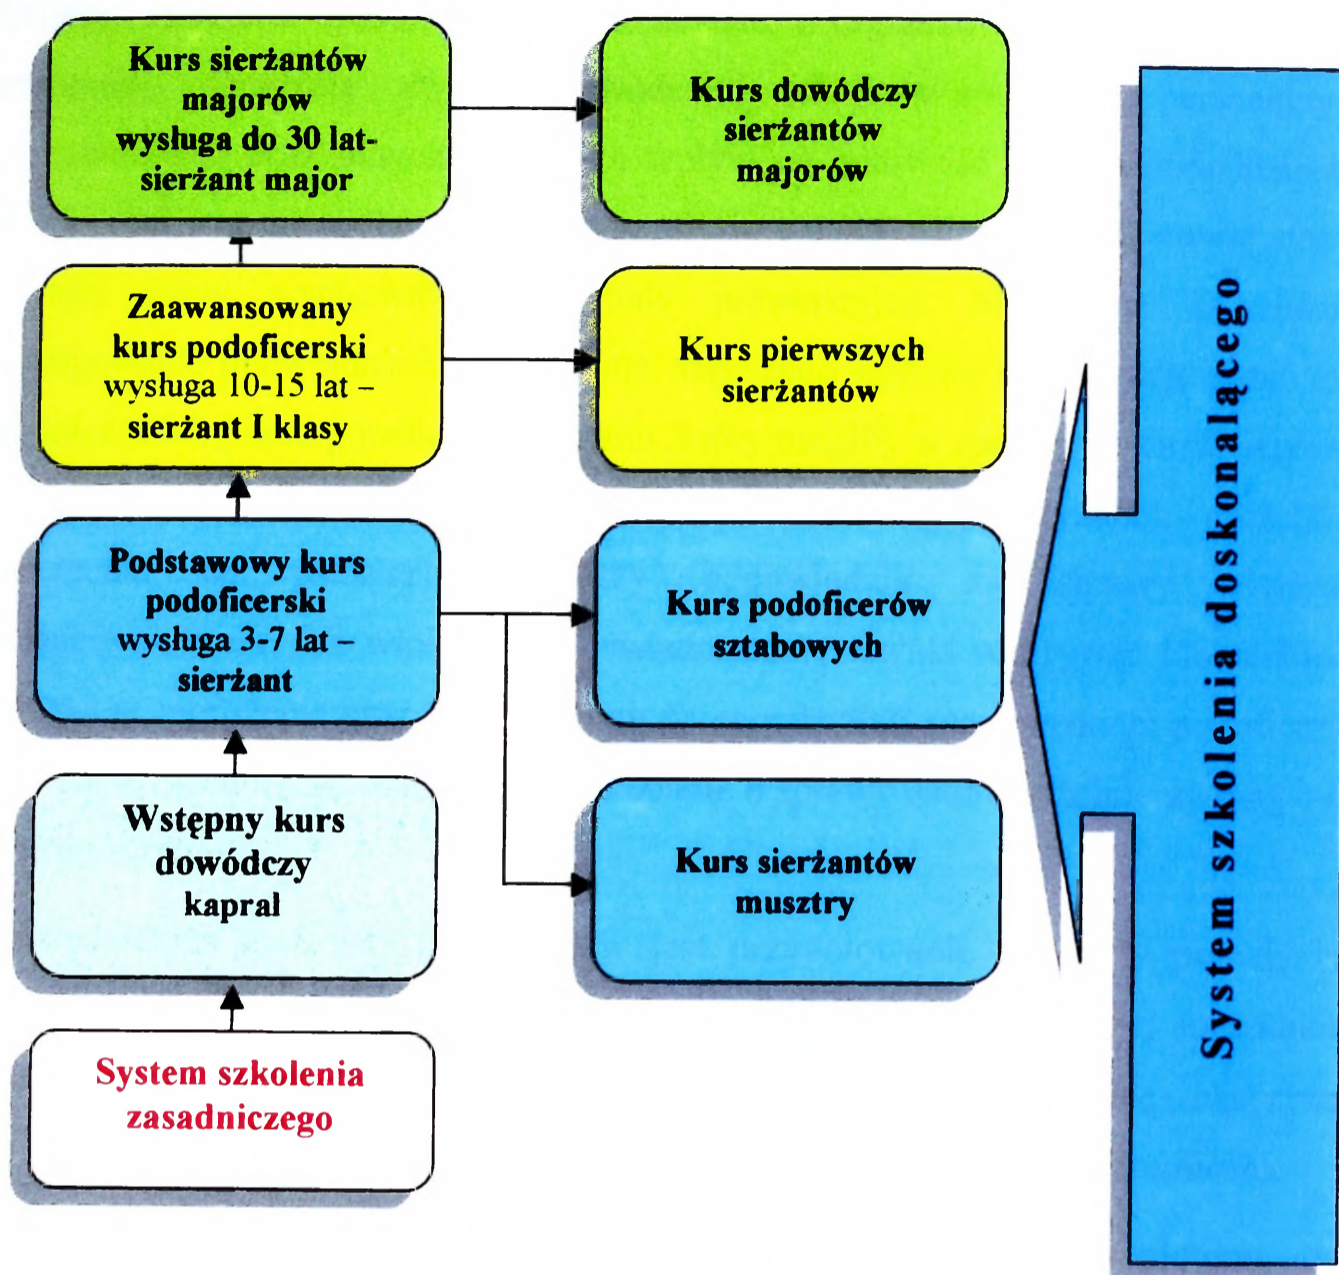 Kurs sierżantów
majorów
wysługa do 30 lat-
sierżant major
Kurs dowódczy
sierżantów
majorów
Zaawansowany
kurs podoficerski
wysługa 10-15 lat –
sierżant I klasy
Kurs pierwszych
sierżantów
Podstawowy kurs
podoficerski
wysługa 3-7 lat –
sierżant
Kurs podoficerów
sztabowych
Wstępny kurs
dowódczy
kapral
Kurs sierżantów
musztry
System szkolenia
zasadniczego
System szkolenia doskonalącego